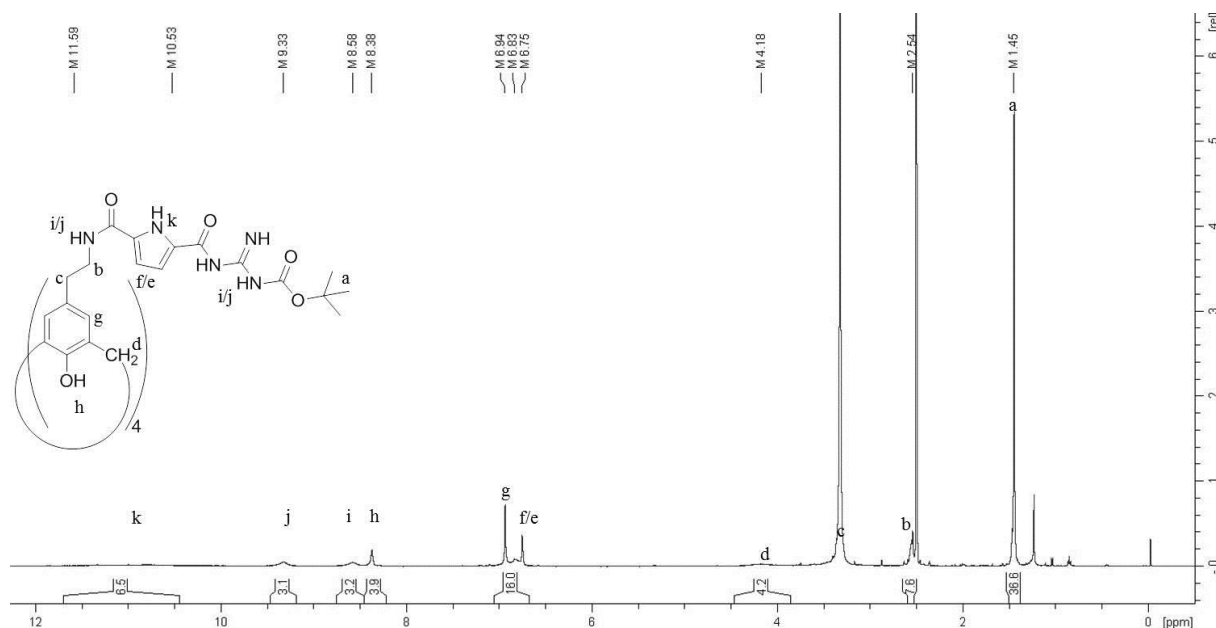 M 11.59
M 10.53
M 9.33
M 8.58
M 8.38
M 6.94
M 6.83
M 6.75
M 4.18
M 2.54
M 1.45
[rel]
6
5
4
3
2
1
0
a
O
H
N
k
O
i/j
HN
NH
O
HN
HN
i/j
O
a
c
b
f/e
g
d
CH2
OH
h
4
k
j
i
h
g
f/e
d
c
b
6.5
3.1
3.2
3.9
16.0
4.2
7.6
36.6
12
10
8
6
4
2
0
[ppm]